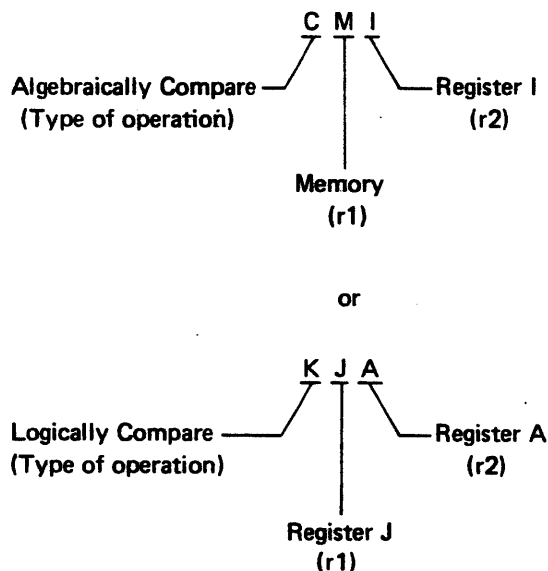 C M I
Algebraically Compare
(Type of operation)
Register I
(r2)
Memory
(r1)
or
K J A
Logically Compare
(Type of operation)
Register A
(r2)
Register J
(r1)